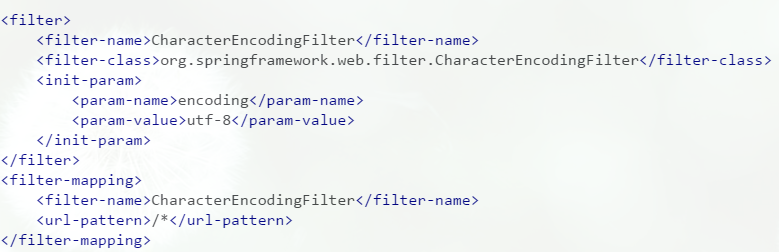 <filter>
    <filter-name>CharacterEncodingFilter</filter-name>
    <filter-class>org.springframework.web.filter.CharacterEncodingFilter</filter-class>
    <init-param>
        <param-name>encoding</param-name>
        <param-value>utf-8</param-value>
    </init-param>
</filter>
<filter-mapping>
    <filter-name>CharacterEncodingFilter</filter-name>
    <url-pattern>/*</url-pattern>
</filter-mapping>